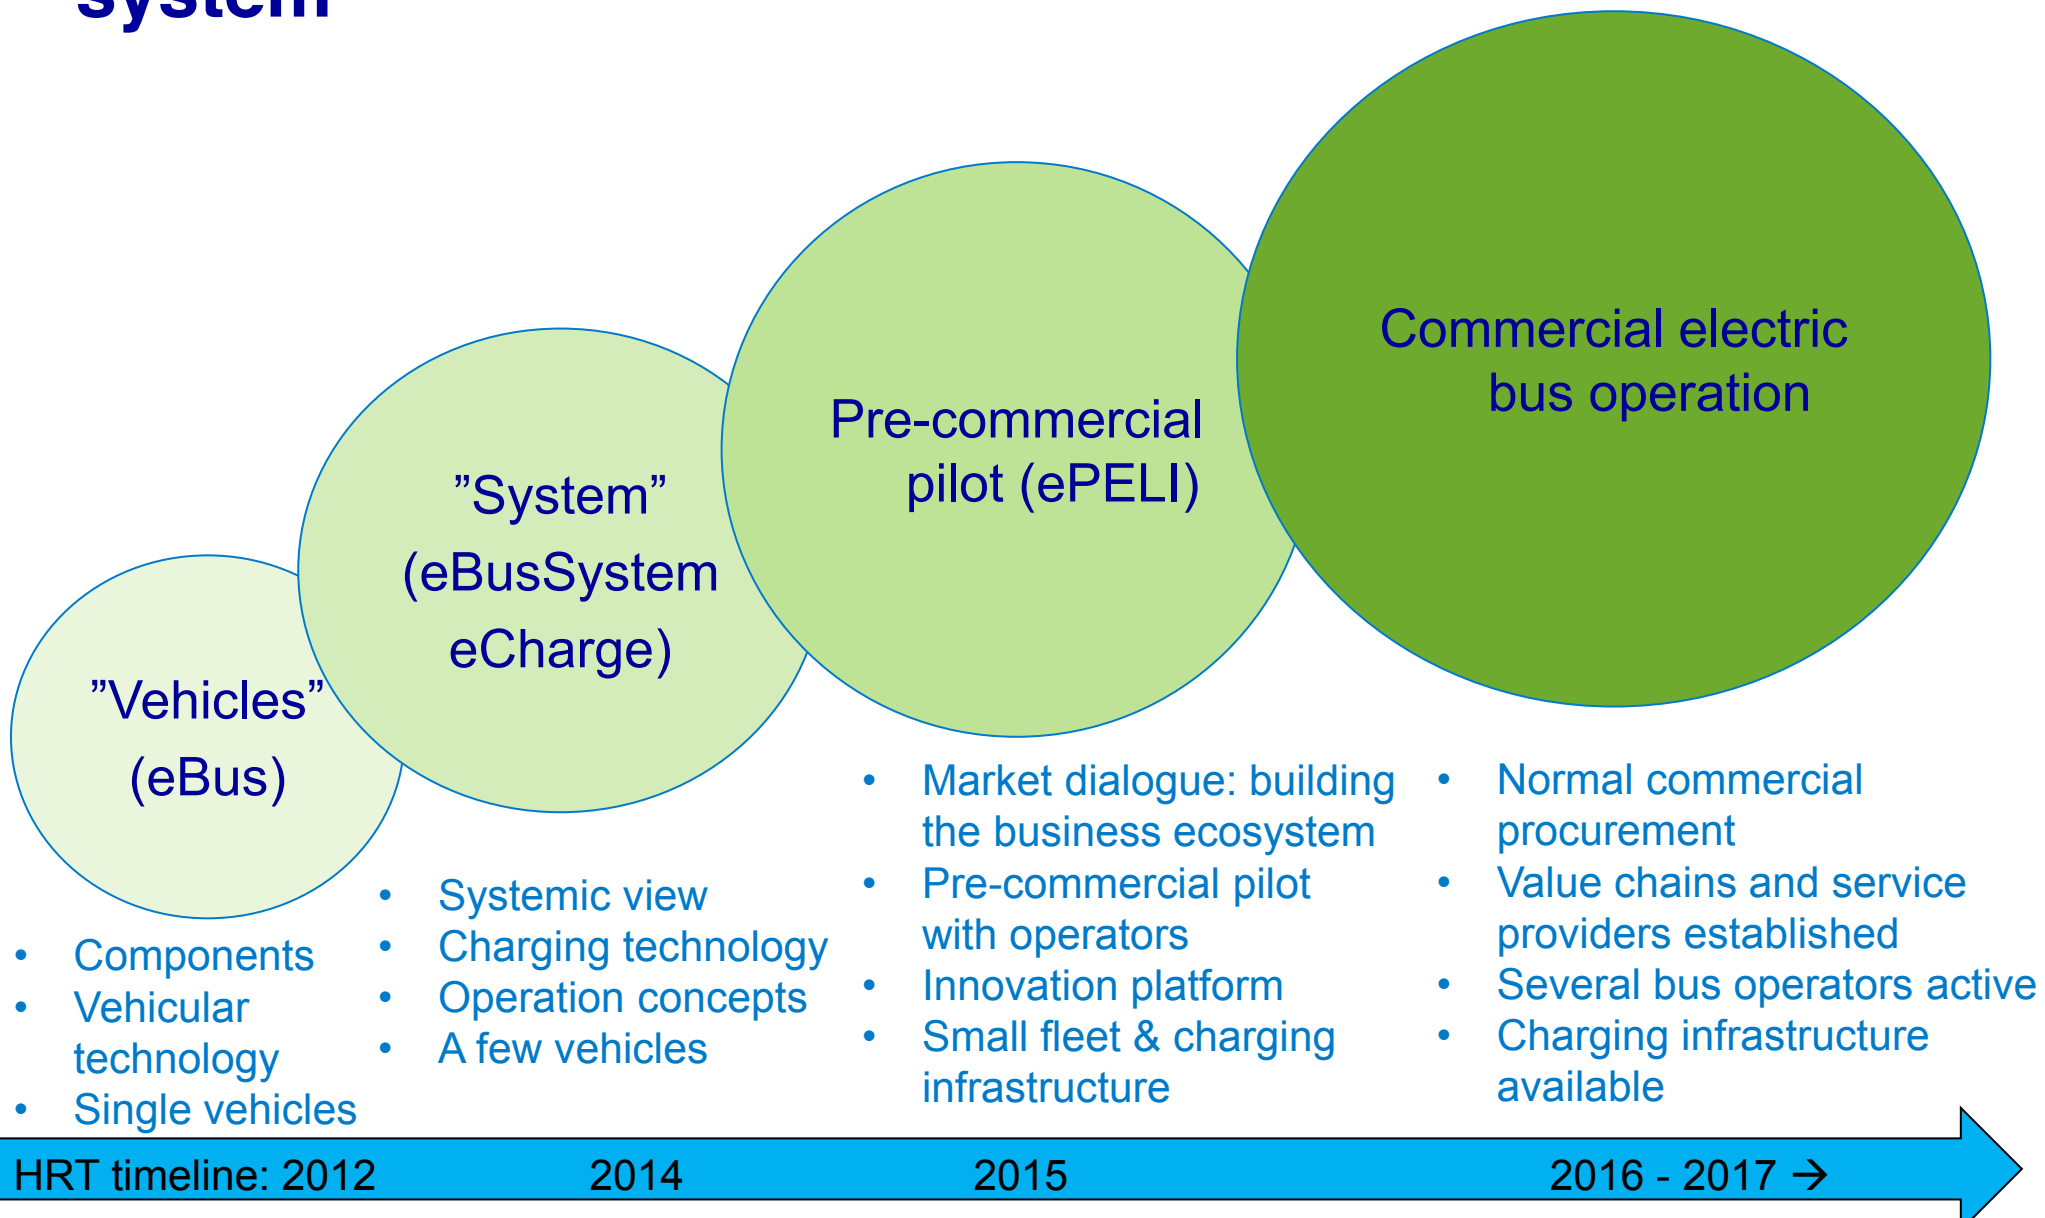 system
”Vehicles”
(eBus)
• Components
• Vehicular
technology
• Single vehicles
”System”
(eBusSystem
eCharge)
• Systemic view
• Charging technology
• Operation concepts
• A few vehicles
Pre-commercial
pilot (ePELI)
• Market dialogue: building
the business ecosystem
• Pre-commercial pilot
with operators
• Innovation platform
• Small fleet & charging
infrastructure
Commercial electric
bus operation
• Normal commercial
procurement
• Value chains and service
providers established
• Several bus operators active
• Charging infrastructure
available
HRT timeline: 2012 2014 2015 2016 - 2017 →